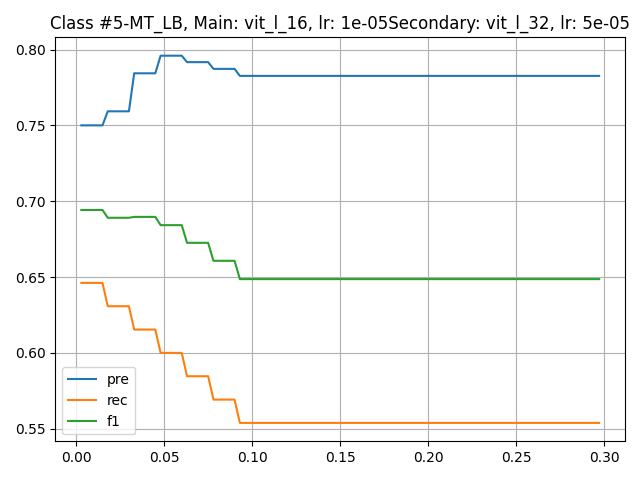 Class #5-MT_LB, Main: vit_l_16, lr: 1e-05Secondary: vit_l_32, lr: 5e-05
0.80
0.75
0.70
0.65
0.60
0.55
pre
rec
f1
0.00 0.05 0.10 0.15 0.20 0.25 0.30